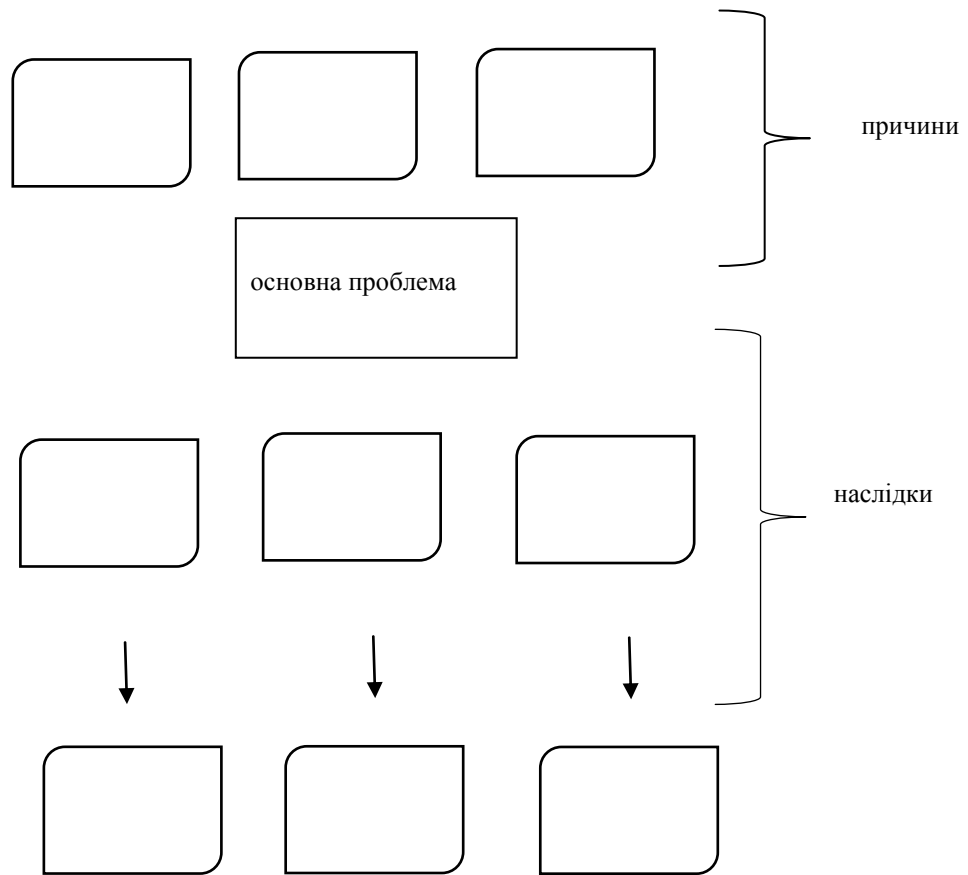 причини
основна проблема
наслідки